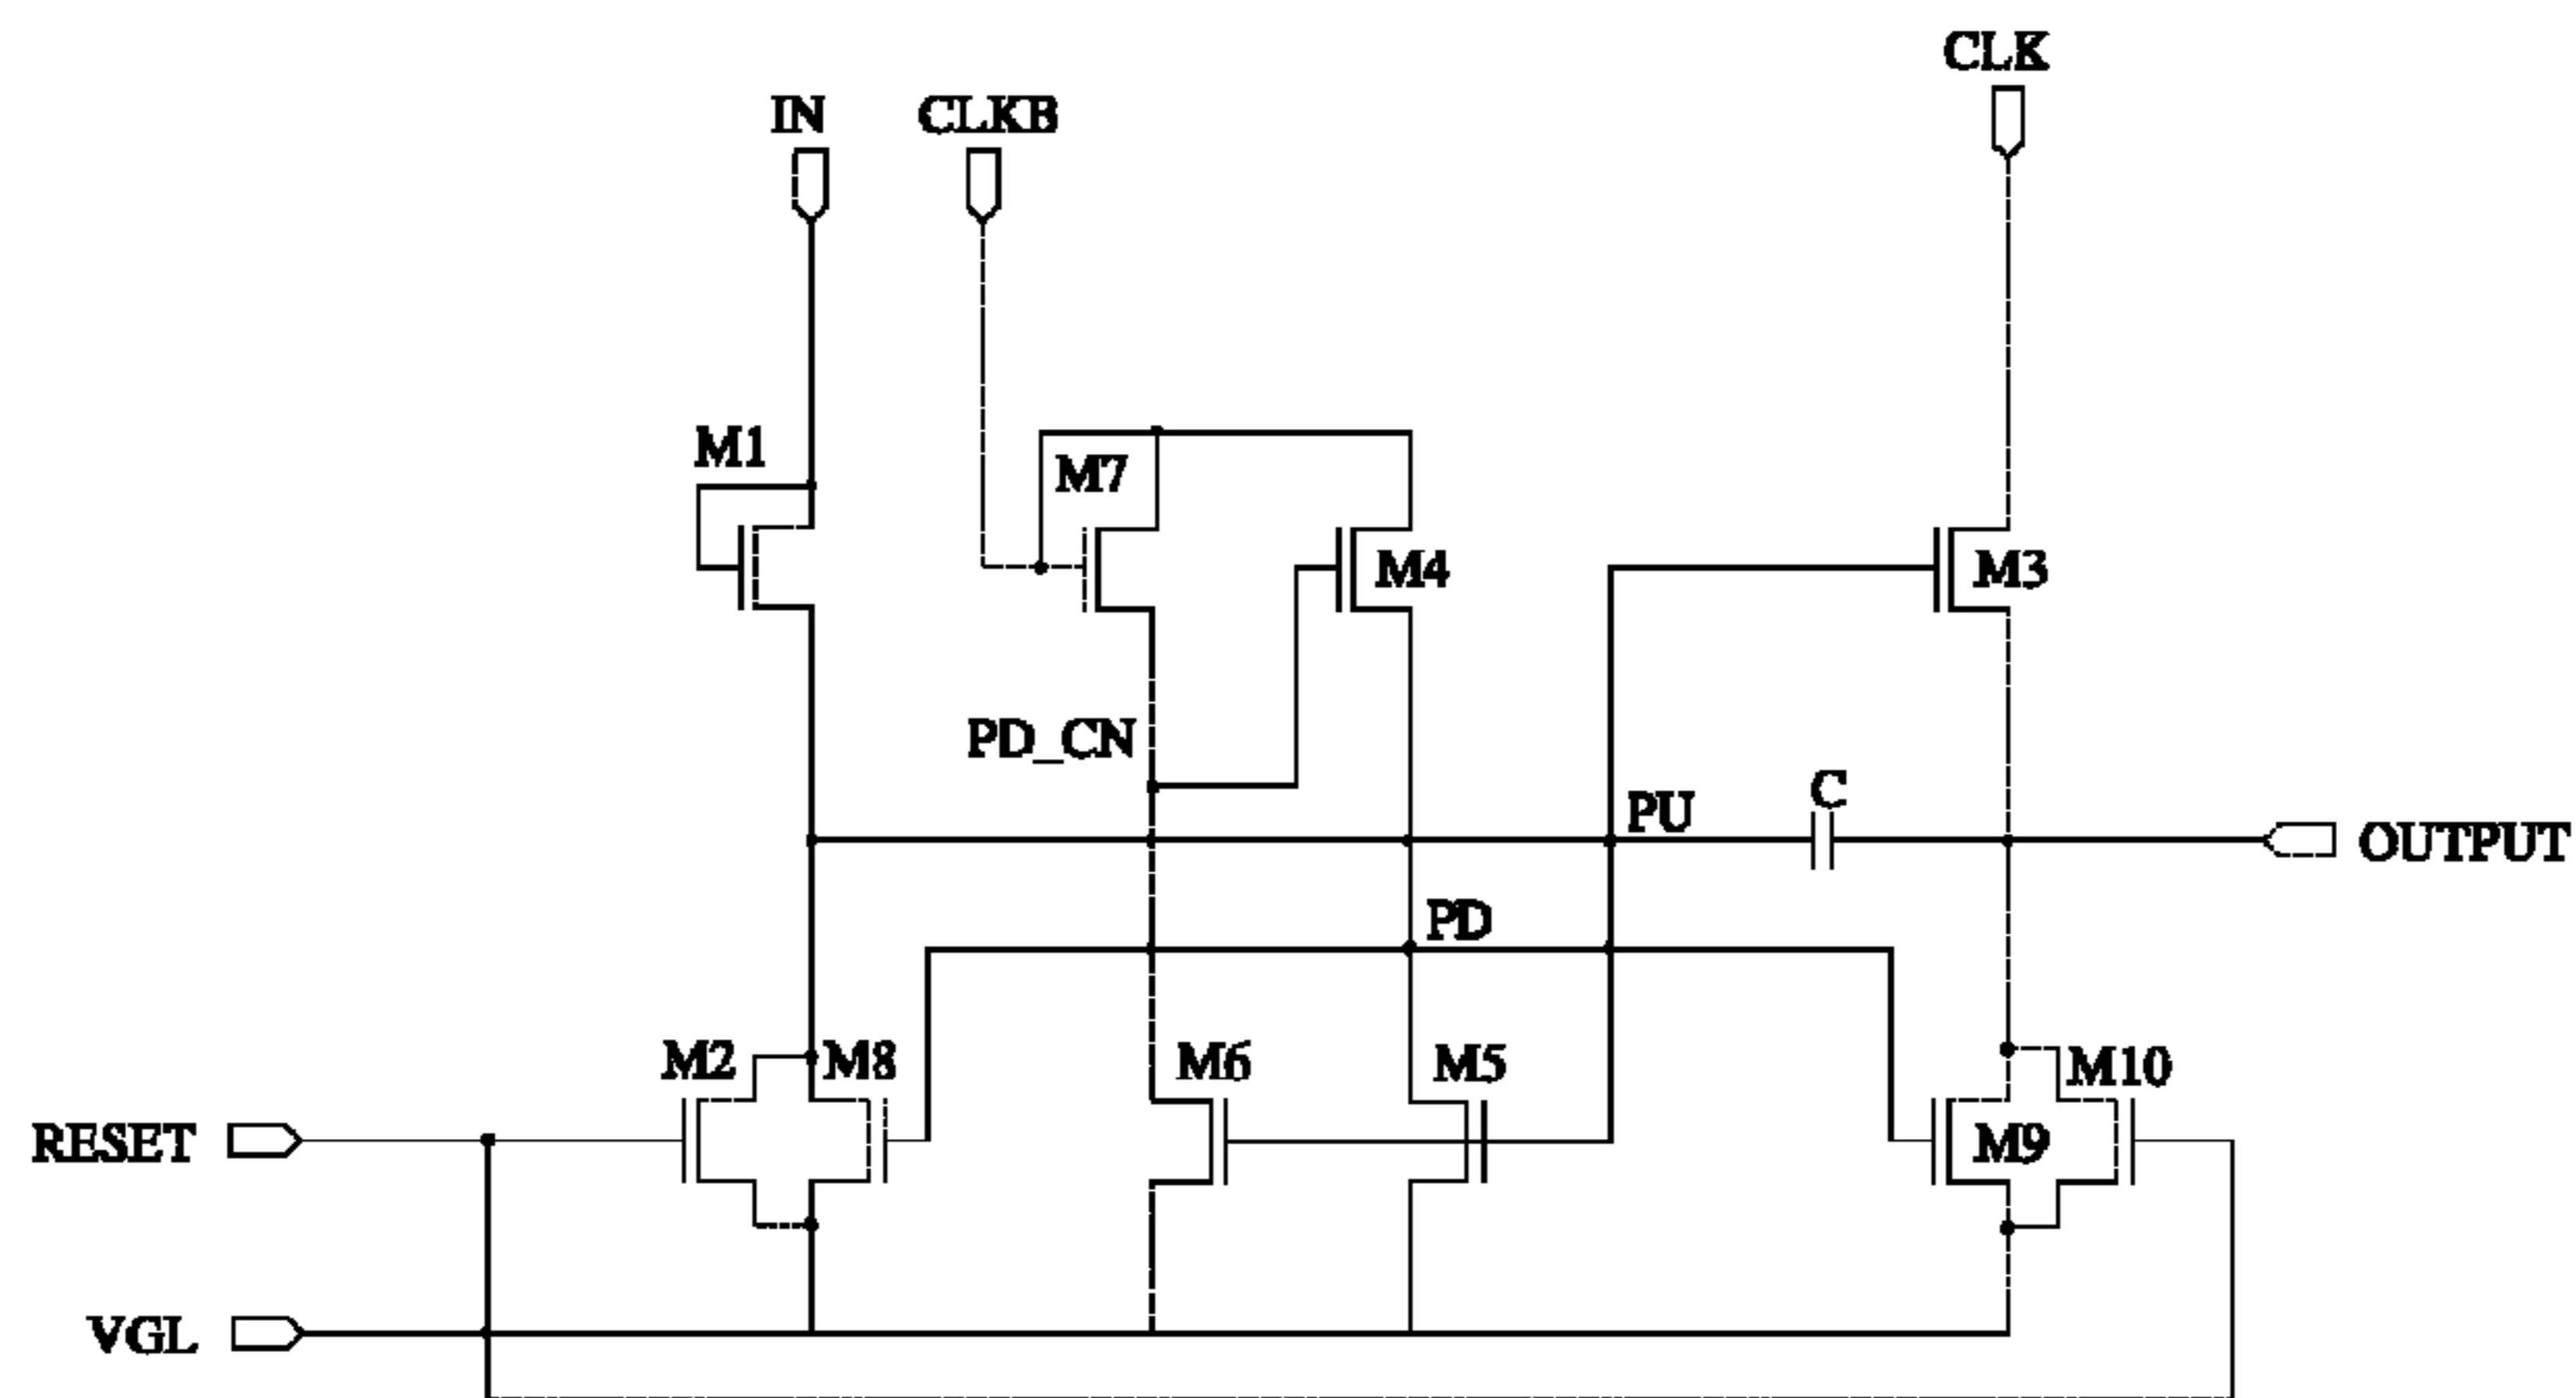 CLK
IN
CLKB
M1
M7
M4
M3
PD_CN
PU
C
OUTPUT
PD
M2
M8
M6
M5
M10
RESET
M9
VGL